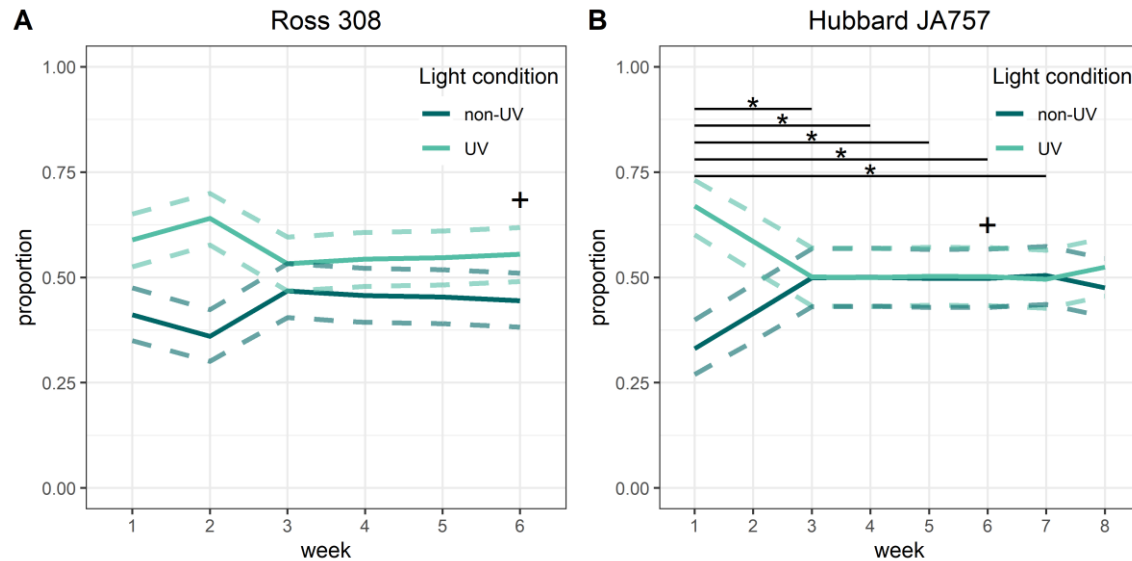 A
Ross 308
proportion
1.00
0.75
0.50
0.25
0.00
Light condition
non-UV
UV
+
1 2 3 4 5 6
week
B
Hubbard JA757
proportion
1.00
0.75
0.50
0.25
0.00
Light condition
non-UV
UV
*
*
*
*
*
+
1 2 3 4 5 6 7 8
week